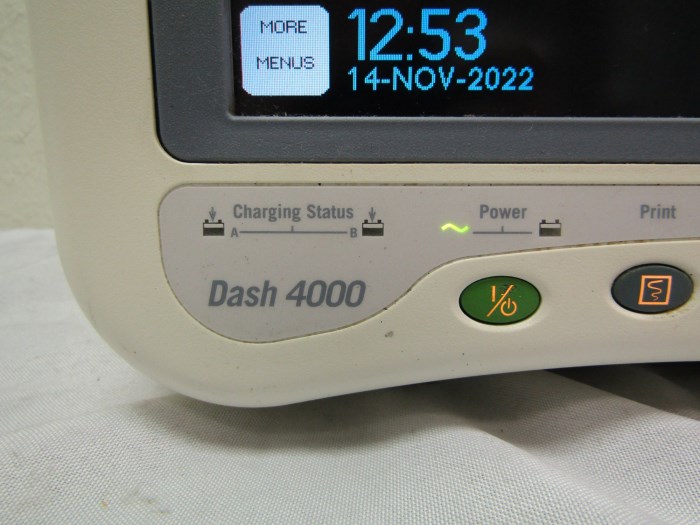 MORE
MENUS
12:53
14-NOV-2022
Charging Status
A B
Power
Print
Dash 4000